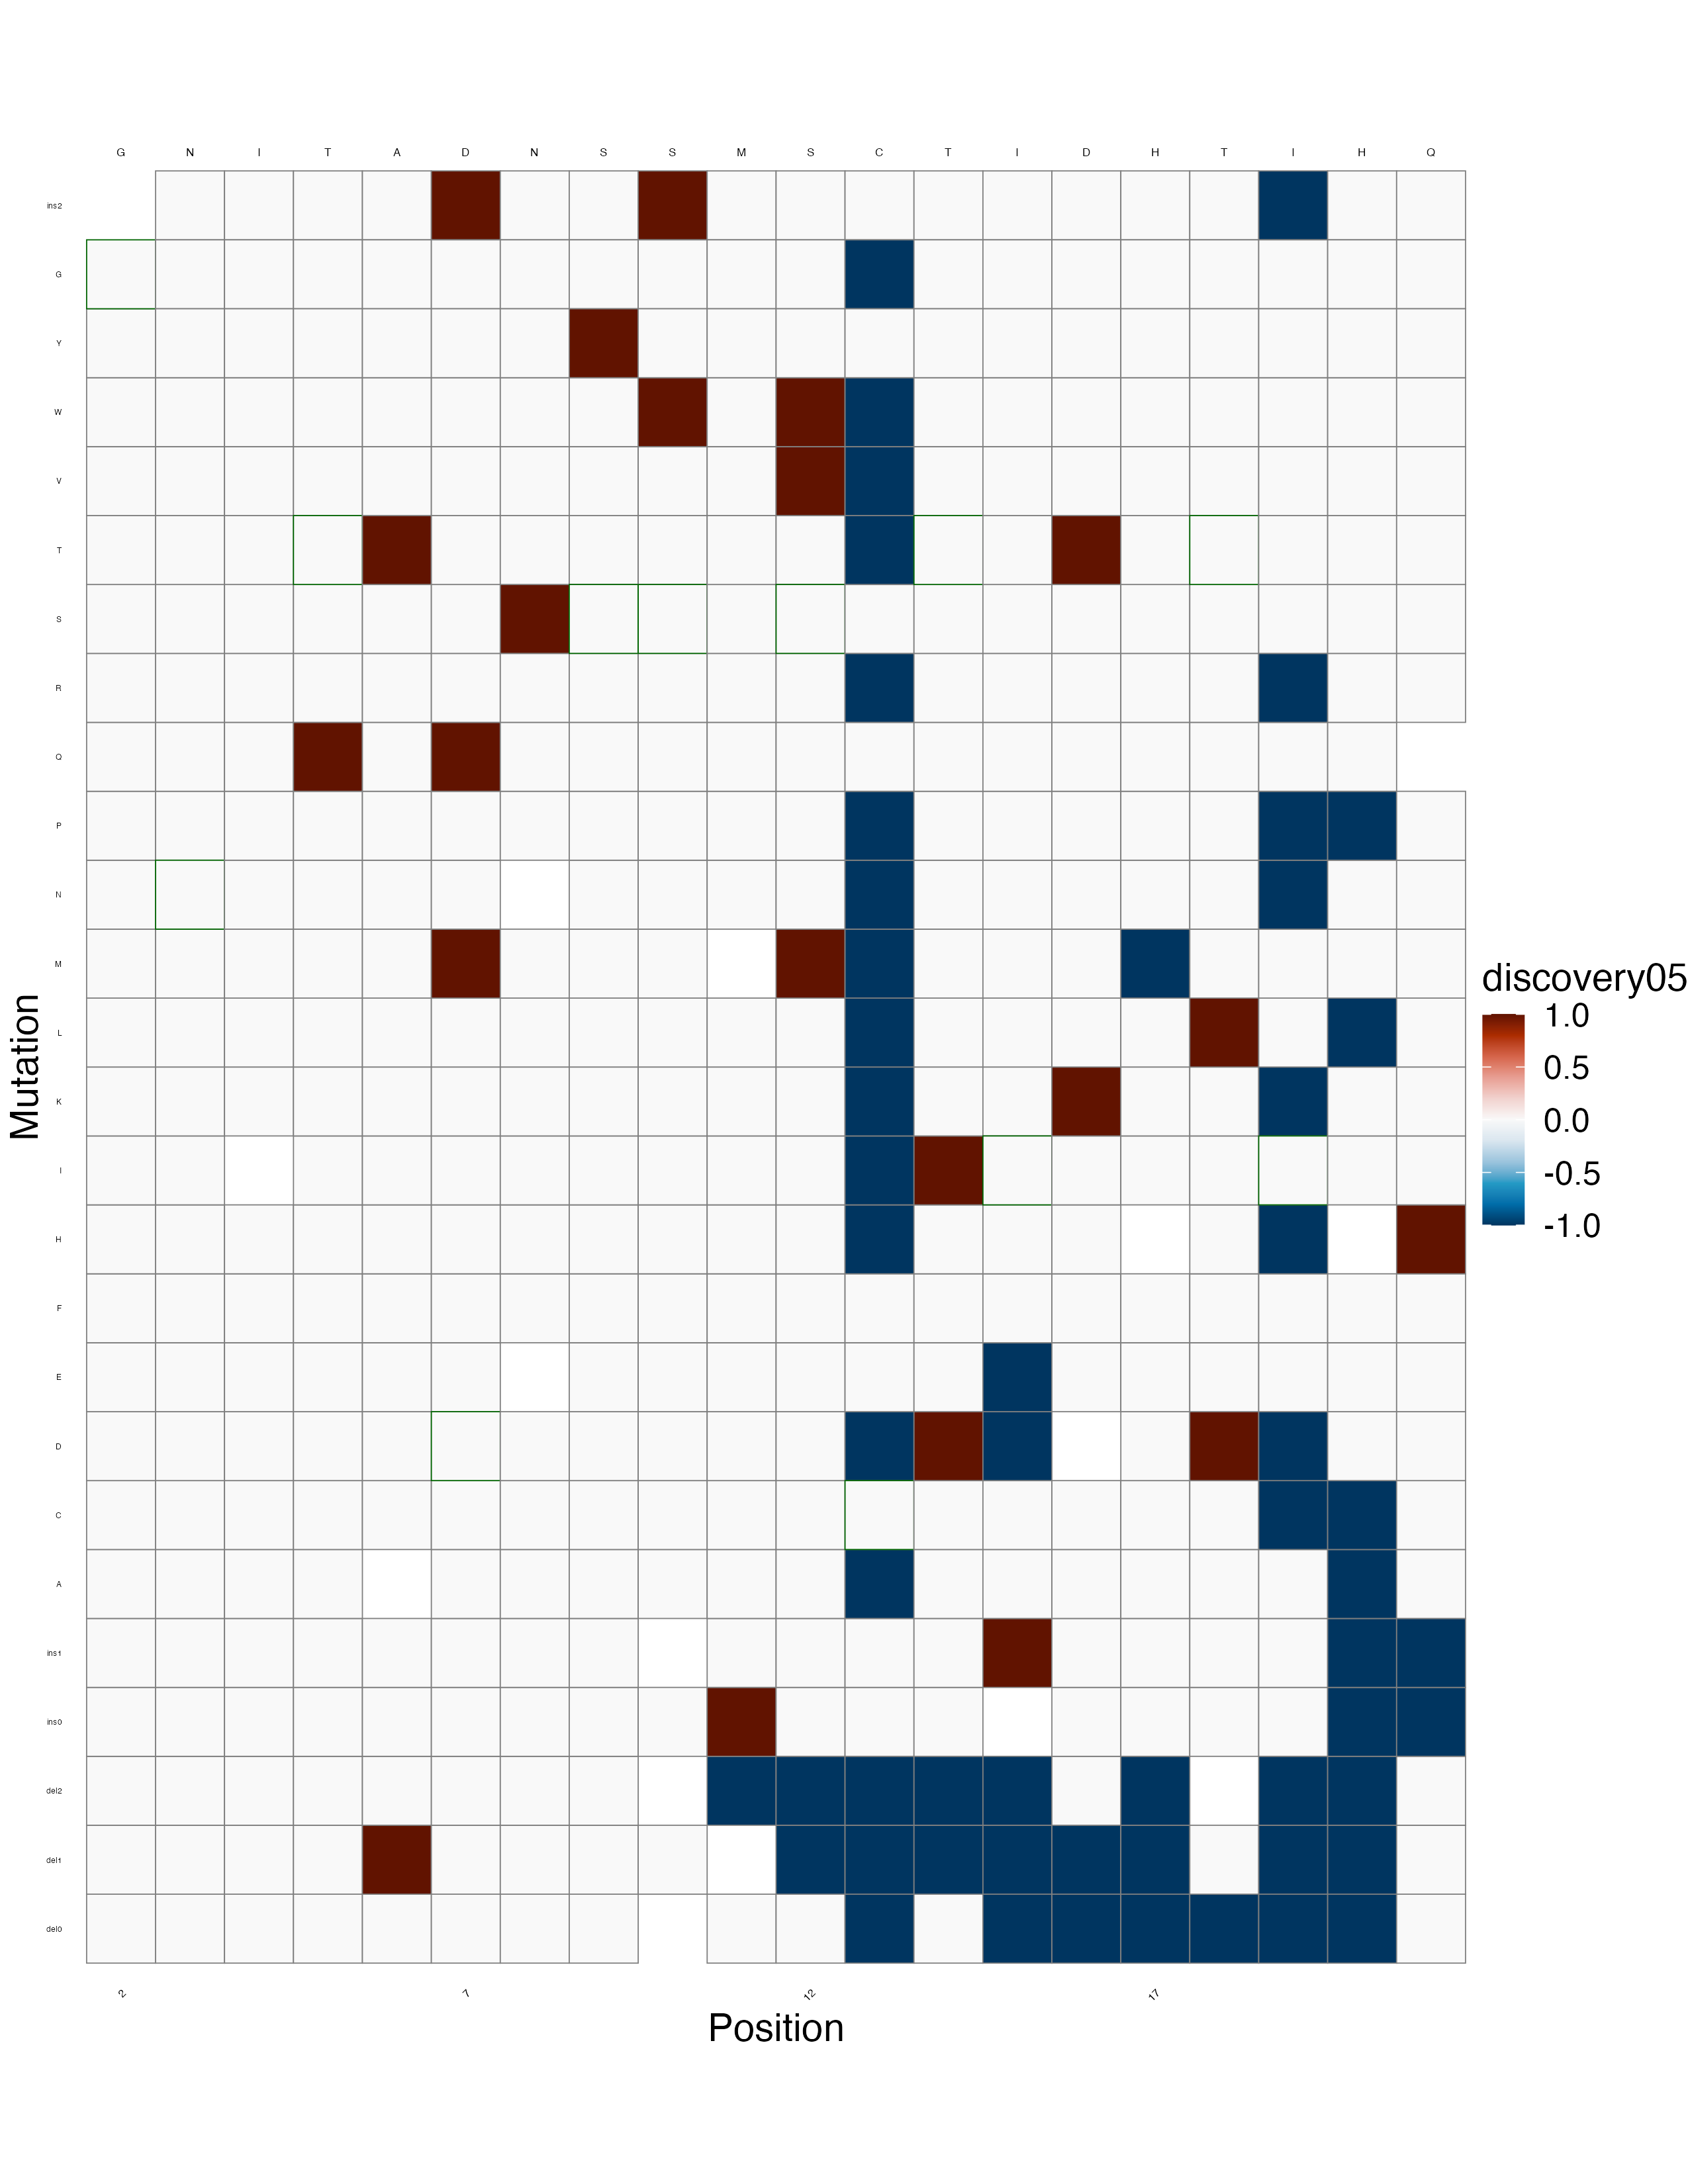 G N I T A D N S S M S C T I D H T I H Q
ins2
G
Y
W
V
T
S
R
Q
P
N
M
L
K
I
H
F
E
D
C
A
ins1
ins0
del2
del1
del0
Mutation
discovery05
1.0
0.5
0.0
-0.5
-1.0
2 7 12 17
Position